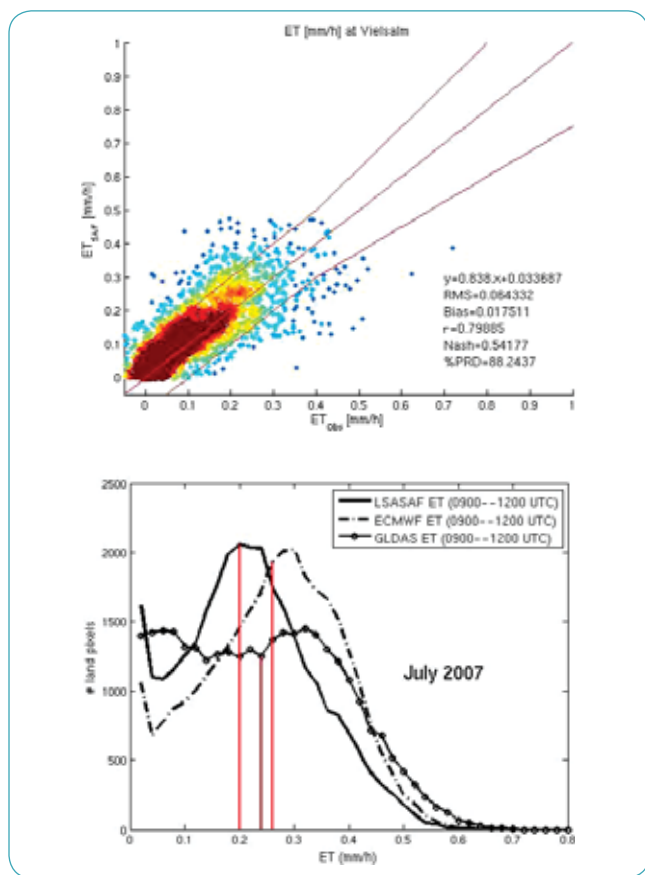 ET [mm/h] at Vielsalm
1
0.9
0.8
0.7
0.6
0.5
0.4
0.3
0.2
0.1
0
ET_SAF [mm/h]
y=0.838.x+0.033687
RMS=0.064332
Bias=0.017511
r=0.79885
Nash=0.54177
%PRD=88.2437
0 0.1 0.2 0.3 0.4 0.5 0.6 0.7 0.8 0.9 1
ET_Obs [mm/h]
2500
2000
1500
1000
500
0
# land pixels
LSASAF ET (0900--1200 UTC)
ECMWF ET (0900--1200 UTC)
GLDAS ET (0900--1200 UTC)
July 2007
0.1 0.2 0.3 0.4 0.5 0.6 0.7 0.8
ET (mm/h)